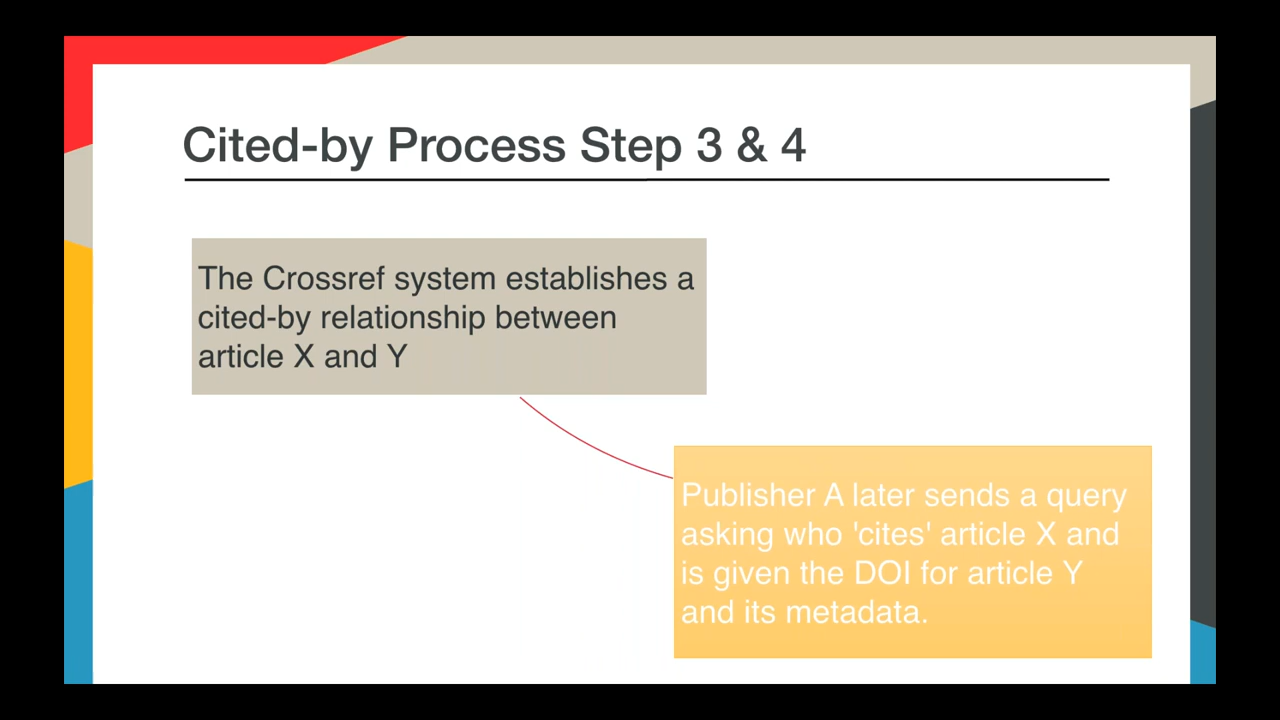 Cited-by Process Step 3 & 4
The Crossref system establishes a
cited-by relationship between
article X and Y
Publisher A later sends a query
asking who 'cites' article X and
is given the DOI for article Y
and its metadata.